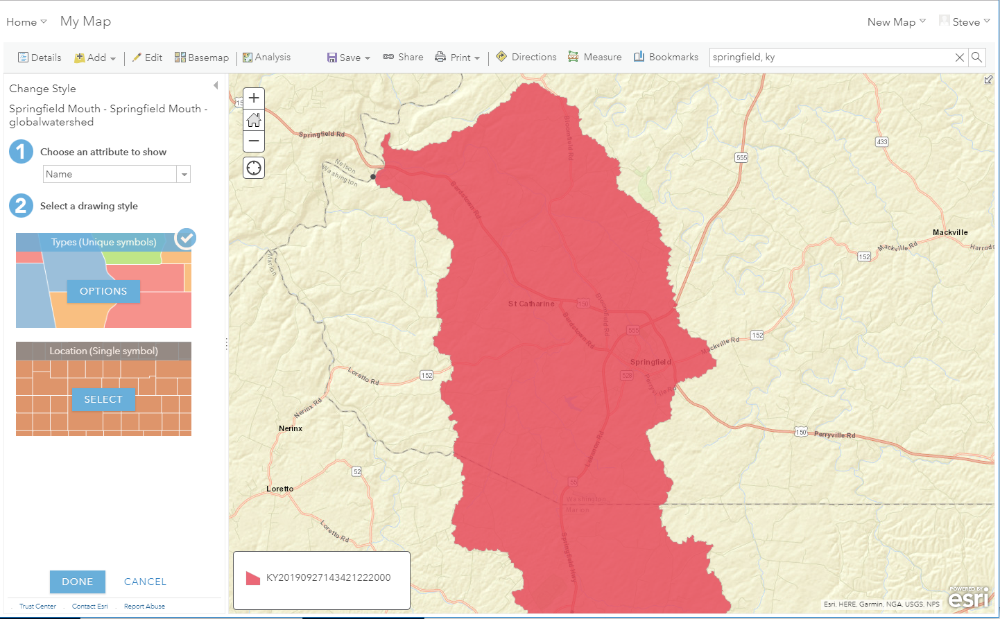 Home My Map New Map Steve
Details Add Edit Basemap Analysis Save Share Print Directions Measure Bookmarks springfield, ky
Change Style
Springfield Mouth - Springfield Mouth -
globalwatershed
1 Choose an attribute to show
Name
2 Select a drawing style
Types (Unique symbols)
OPTIONS
Location (Single symbol)
SELECT
DONE CANCEL
Trust Center Contact Esri Report Abuse
+
−
15
Springfield Rd
Nelson
Washington
Bloomfield Rd
433
555
Bardstown Rd
Mackville
Mackville Rd
Harrods
152
Marion
St Catharine
150
Bloomfield Rd
Bardstown Rd
555
Mackville Rd
152
Springfield
528
Perryville Rd
152
Loretto Rd
Nerinx Rd
Nerinx
150
Perryville Rd
Lebanon Rd
52
55
Loretto
Washington
Marion
Loretto Rd
Springfield Hwy
KY20190927143421222000
POWERED BY
esri
Esri, HERE, Garmin, NGA, USGS, NPS